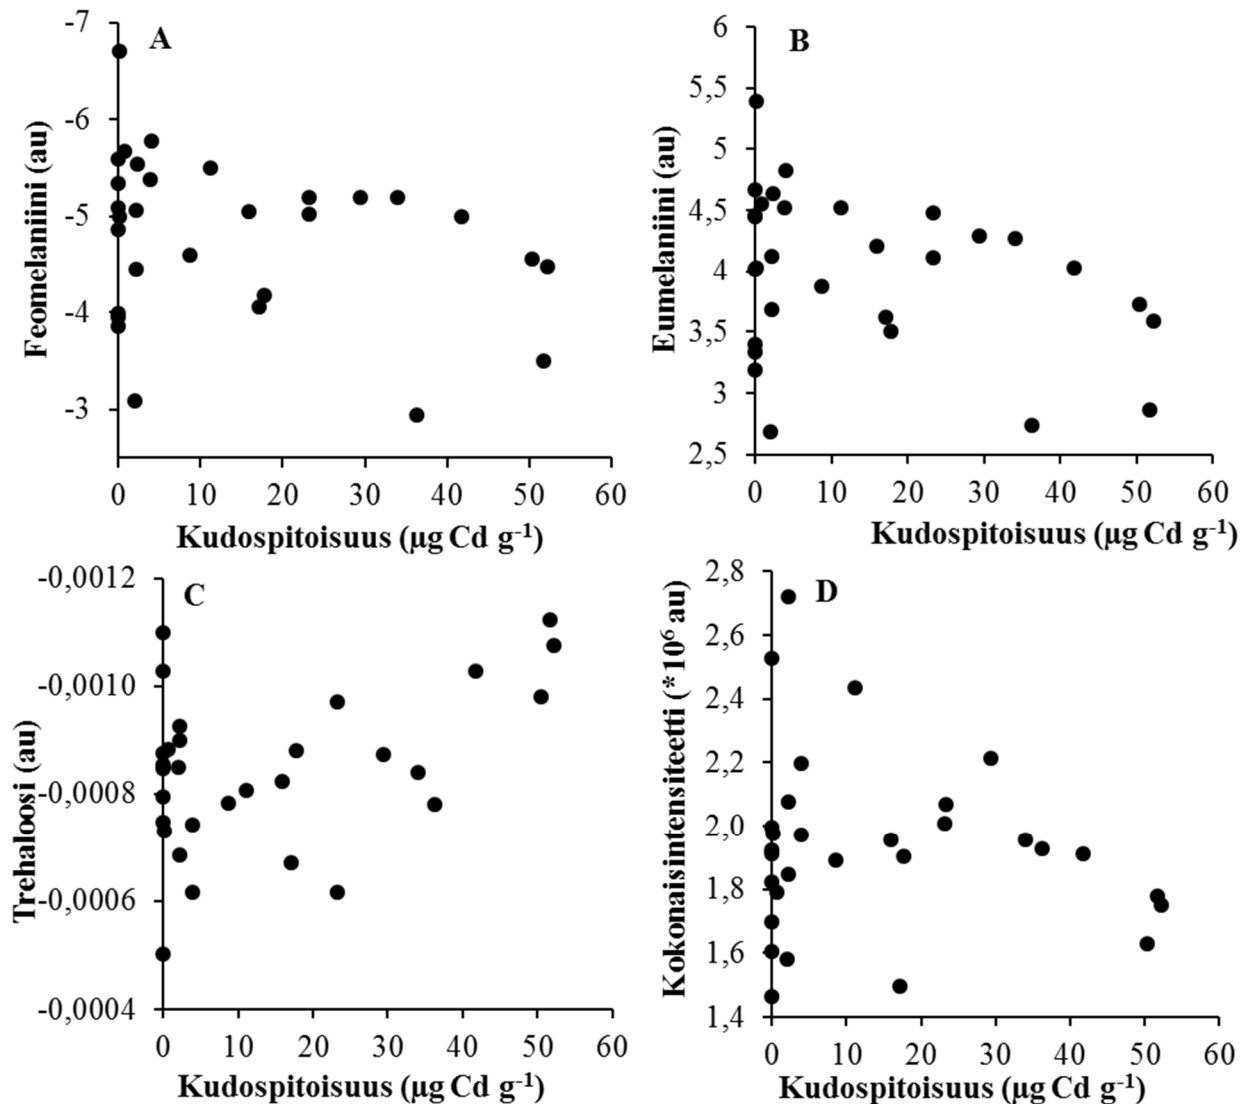 A
Feomelaniini (au)
-7
-6
-5
-4
-3
0 10 20 30 40 50 60
Kudospitoisuus (µg Cd g⁻¹)
B
Eumelaniini (au)
6
5,5
5
4,5
4
3,5
3
2,5
0 10 20 30 40 50 60
Kudospitoisuus (µg Cd g⁻¹)
C
Trehaloosi (au)
-0,0012
-0,0010
-0,0008
-0,0006
-0,0004
0 10 20 30 40 50 60
Kudospitoisuus (µg Cd g⁻¹)
D
Kokonaisintensiteetti (*10⁶ au)
2,8
2,6
2,4
2,2
2,0
1,8
1,6
1,4
0 10 20 30 40 50 60
Kudospitoisuus (µg Cd g⁻¹)